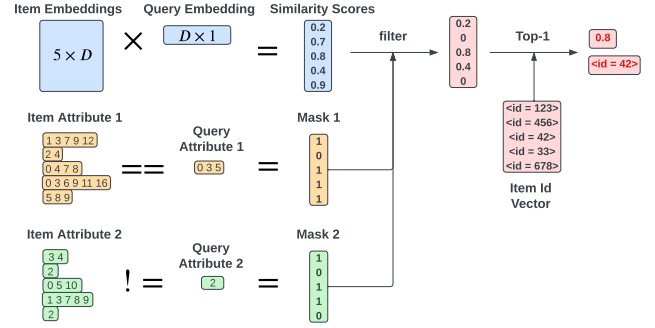 Item Embeddings
Query Embedding
Similarity Scores
5 × D
×
D × 1
=
0.2
0.7
0.8
0.4
0.9
filter
0.2
0
0.8
0.4
0
Top-1
0.8
<id = 42>
<id = 123>
<id = 456>
<id = 42>
<id = 33>
<id = 678>
Item Id
Vector
Item Attribute 1
1 3 7 9 12
2 4
0 4 7 8
0 3 6 9 11 16
5 8 9
==
Query
Attribute 1
0 3 5
=
Mask 1
1
0
1
1
1
Item Attribute 2
3 4
2
0 5 10
1 3 7 8 9
2
! =
Query
Attribute 2
2
=
Mask 2
1
0
1
1
0